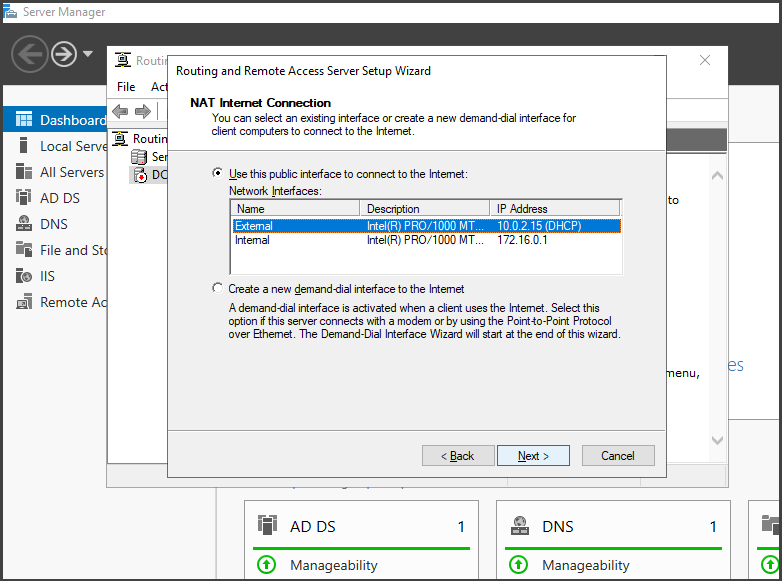 Server Manager
File
Routing and Remote Access Server Setup Wizard
NAT Internet Connection
You can select an existing interface or create a new demand-dial interface for
client computers to connect to the Internet.
Use this public interface to connect to the Internet:
Network Interfaces:
Name Description IP Address
External Intel(R) PRO/1000 MT... 10.0.2.15 (DHCP)
Internal Intel(R) PRO/1000 MT... 172.16.0.1
Create a new demand-dial interface to the Internet
A demand-dial interface is activated when a client uses the Internet. Select this
option if this server connects with a modem or by using the Point-to-Point Protocol
over Ethernet. The Demand-Dial Interface Wizard will start at the end of this wizard.
< Back Next > Cancel
Dashboard
Local Serve
All Servers
AD DS
DNS
File and Sto
IIS
Remote Ac
Routin
Ser
DC
to
menu,
es
AD DS 1
Manageability
DNS 1
Manageability